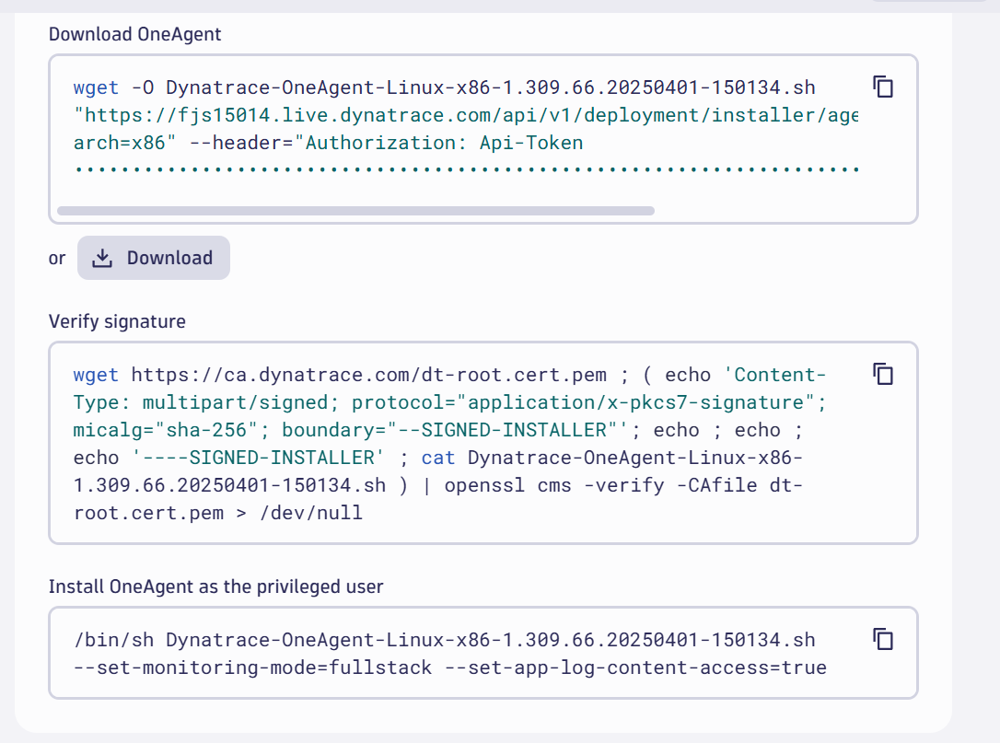 Download OneAgent
wget -O Dynatrace-OneAgent-Linux-x86-1.309.66.20250401-150134.sh
"https://fjs15014.live.dynatrace.com/api/v1/deployment/installer/age
arch=x86" --header="Authorization: Api-Token
••••••••••••••••••••••••••••••••••••••••••••••••••••••••••••••••••••
or Download
Verify signature
wget https://ca.dynatrace.com/dt-root.cert.pem ; ( echo 'Content-
Type: multipart/signed; protocol="application/x-pkcs7-signature";
micalg="sha-256"; boundary="--SIGNED-INSTALLER"'; echo ; echo ;
echo '----SIGNED-INSTALLER' ; cat Dynatrace-OneAgent-Linux-x86-
1.309.66.20250401-150134.sh ) | openssl cms -verify -CAfile dt-
root.cert.pem > /dev/null
Install OneAgent as the privileged user
/bin/sh Dynatrace-OneAgent-Linux-x86-1.309.66.20250401-150134.sh
--set-monitoring-mode=fullstack --set-app-log-content-access=true